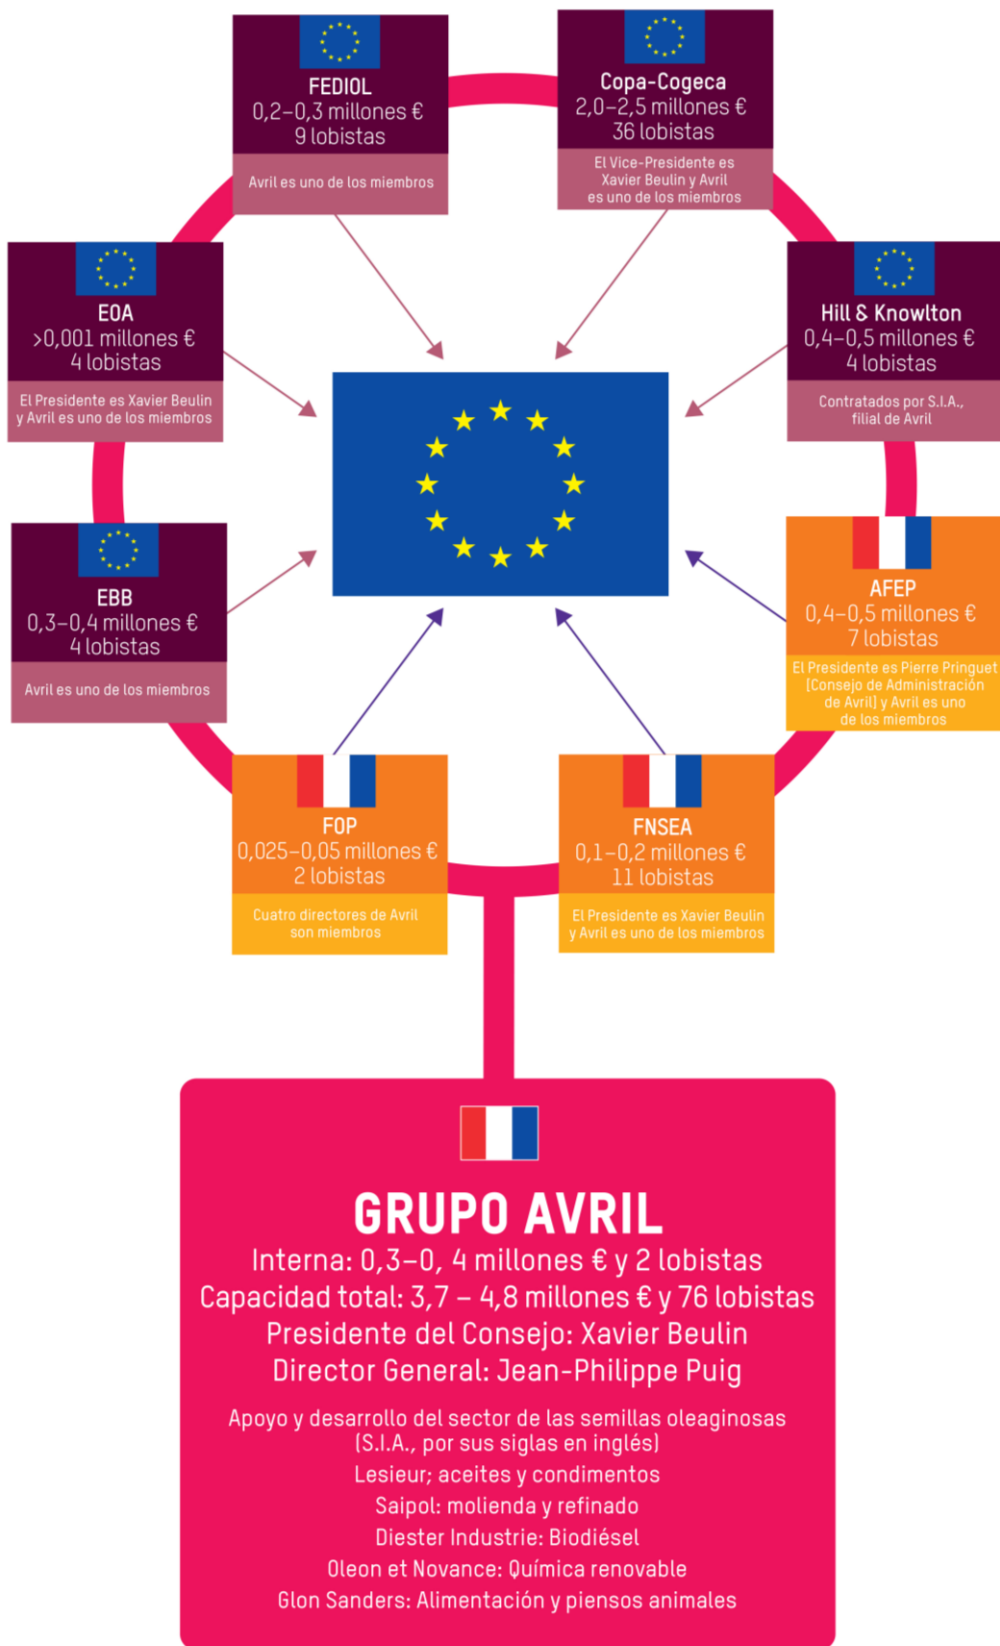 FEDIOL
0,2–0,3 millones €
9 lobistas
Avril es uno de los miembros
Copa-Cogeca
2,0–2,5 millones €
36 lobistas
El Vice-Presidente es
Xavier Beulin y Avril
es uno de los miembros
EOA
>0,001 millones €
4 lobistas
El Presidente es Xavier Beulin
y Avril es uno de los miembros
Hill & Knowlton
0,4–0,5 millones €
4 lobistas
Contratados por S.I.A.,
filial de Avril
EBB
0,3–0,4 millones €
4 lobistas
Avril es uno de los miembros
AFEP
0,4–0,5 millones €
7 lobistas
El Presidente es Pierre Pringuet
[Consejo de Administración
de Avril] y Avril es uno
de los miembros
FOP
0,025–0,05 millones €
2 lobistas
Cuatro directores de Avril
son miembros
FNSEA
0,1–0,2 millones €
11 lobistas
El Presidente es Xavier Beulin
y Avril es uno de los miembros
GRUPO AVRIL
Interna: 0,3–0, 4 millones € y 2 lobistas
Capacidad total: 3,7 – 4,8 millones € y 76 lobistas
Presidente del Consejo: Xavier Beulin
Director General: Jean-Philippe Puig
Apoyo y desarrollo del sector de las semillas oleaginosas
[S.I.A., por sus siglas en inglés]
Lesieur; aceites y condimentos
Saipol: molienda y refinado
Diester Industrie: Biodiésel
Oleon et Novance: Química renovable
Glon Sanders: Alimentación y piensos animales